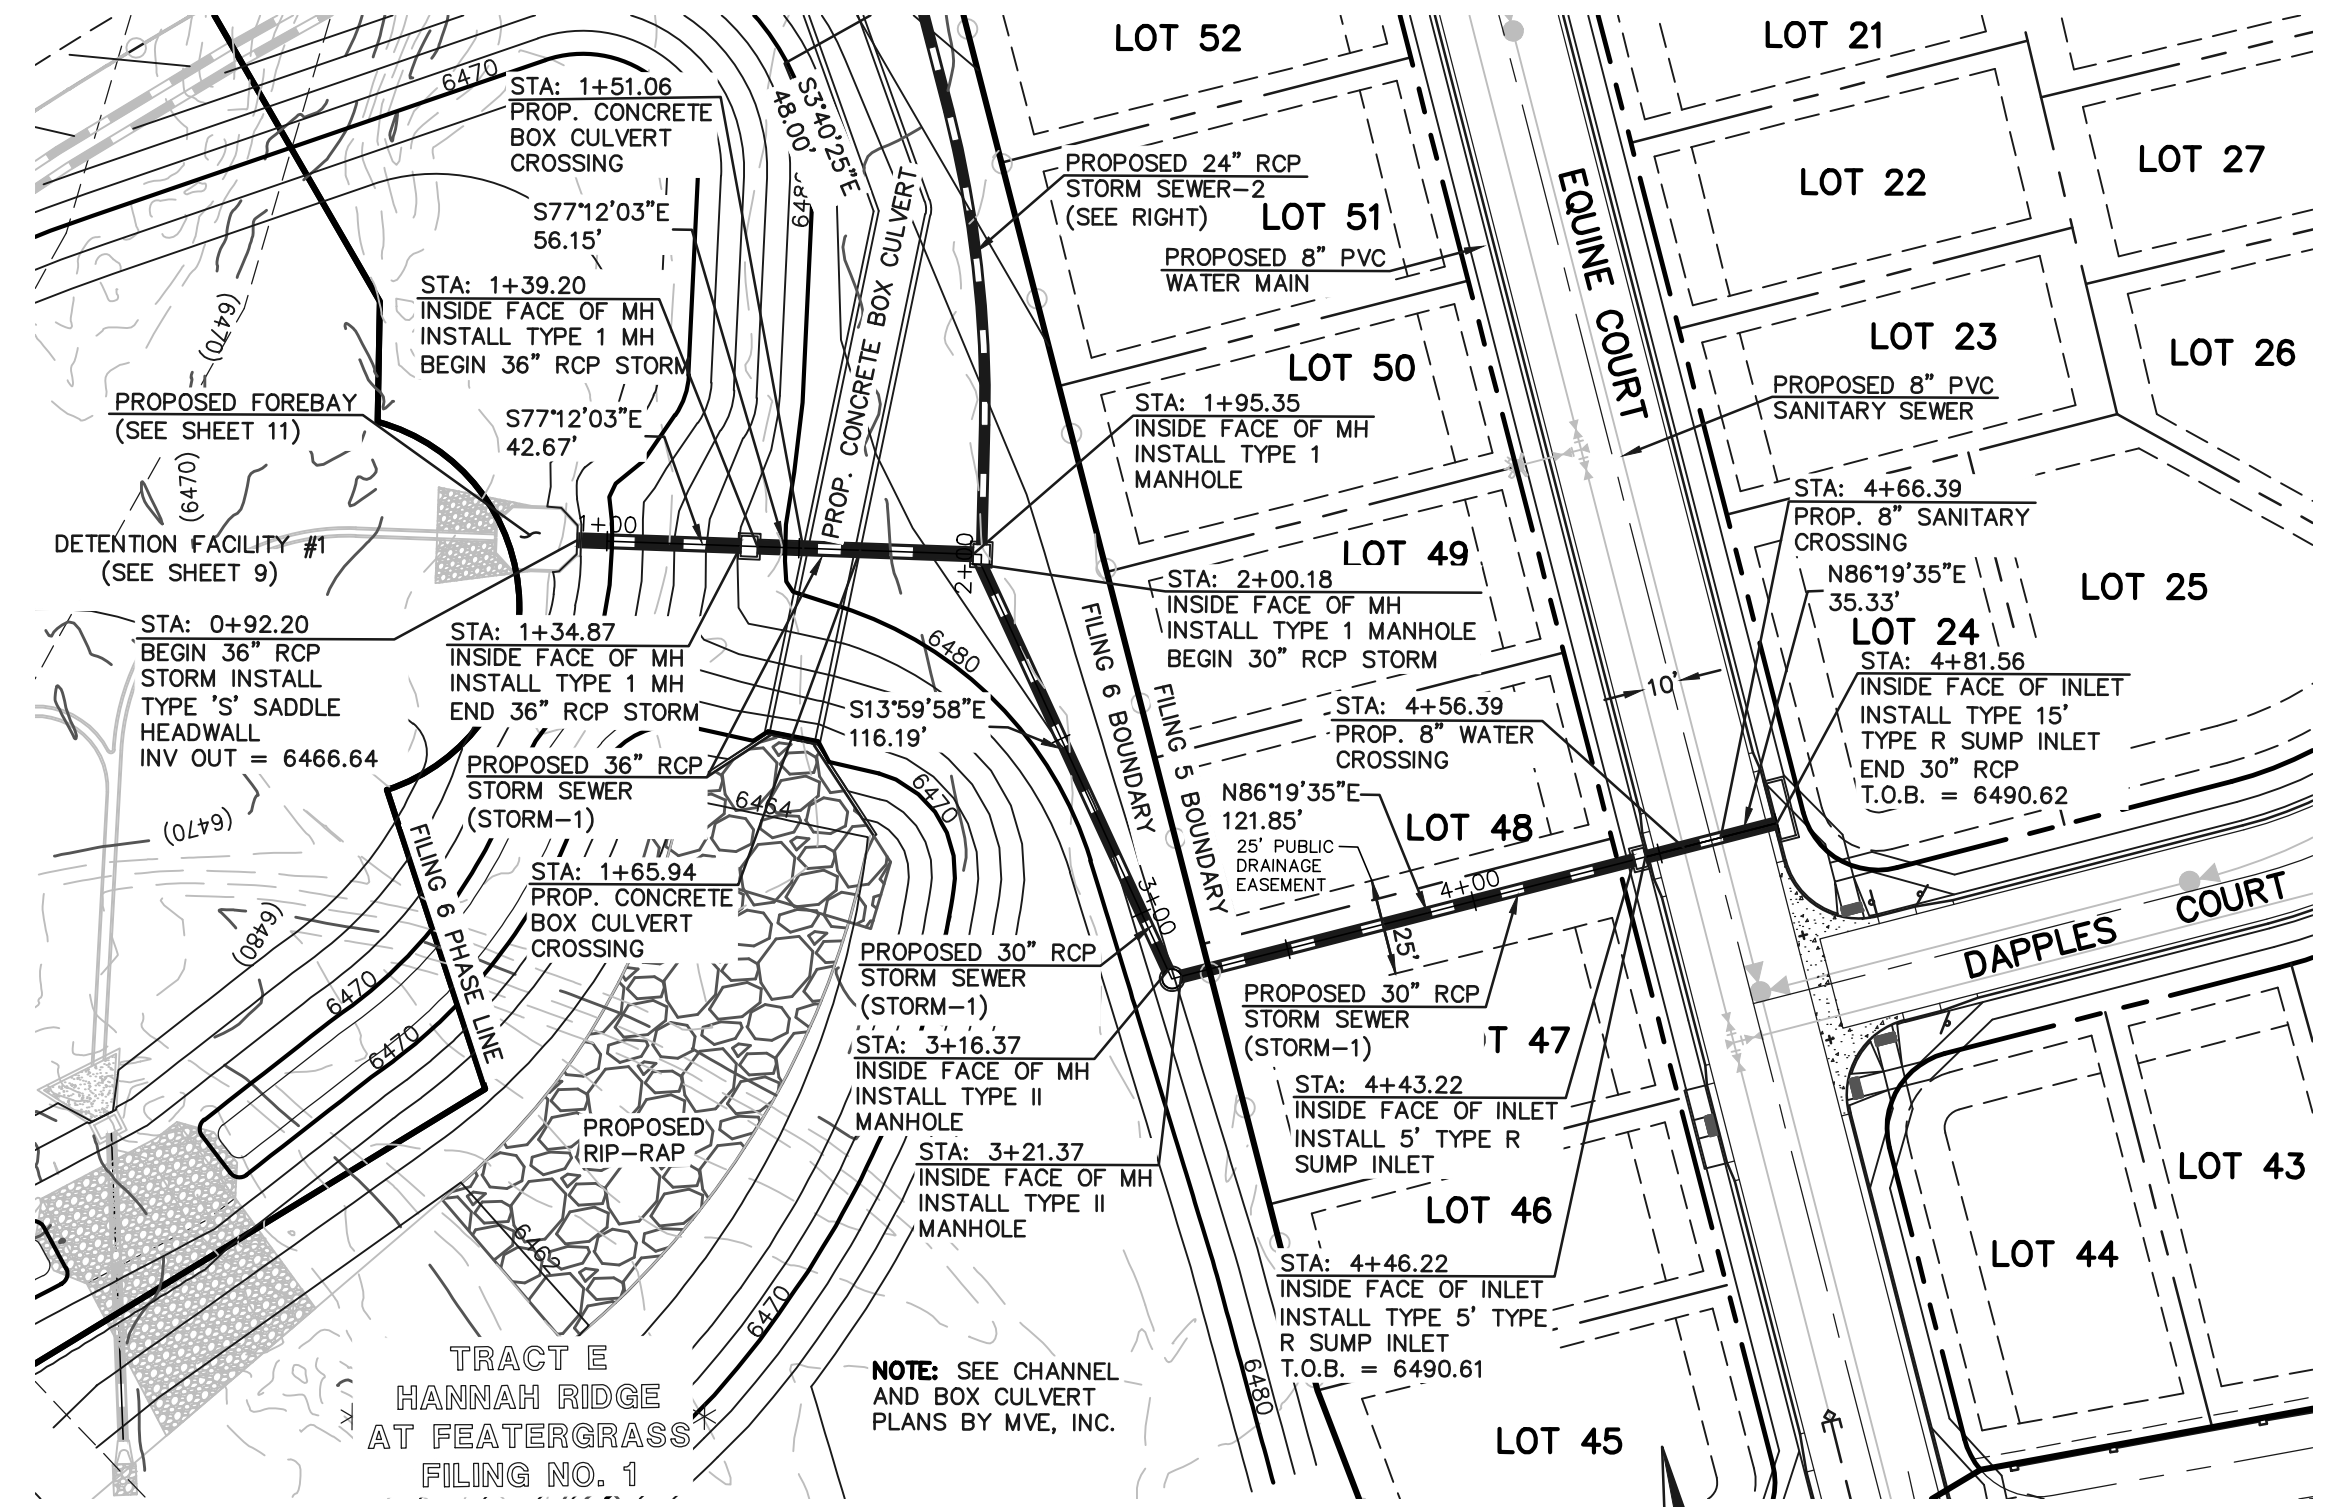 LOT 52
LOT 21
6470
STA: 1+51.06
PROP. CONCRETE
BOX CULVERT
CROSSING
S3°40'25"E
48.00'
PROPOSED 24" RCP
STORM SEWER-2
(SEE RIGHT)
LOT 51
LOT 22
LOT 27
S77°12'03"E
56.15'
PROPOSED 8" PVC
WATER MAIN
EQUINE COURT
STA: 1+39.20
INSIDE FACE OF MH
INSTALL TYPE 1 MH
BEGIN 36" RCP STORM
PROP. CONCRETE BOX CULVERT
(6470)
LOT 50
LOT 23
LOT 26
PROPOSED FOREBAY
(SEE SHEET 11)
S77°12'03"E
42.67'
STA: 1+95.35
INSIDE FACE OF MH
INSTALL TYPE 1
MANHOLE
PROPOSED 8" PVC
SANITARY SEWER
(6470)
DETENTION FACILITY #1
(SEE SHEET 9)
1+00
2+00
LOT 49
STA: 4+66.39
PROP. 8" SANITARY
CROSSING
N86°19'35"E
35.33'
LOT 25
STA: 2+00.18
INSIDE FACE OF MH
INSTALL TYPE 1 MANHOLE
BEGIN 30" RCP STORM
STA: 0+92.20
BEGIN 36" RCP
STORM INSTALL
TYPE 'S' SADDLE
HEADWALL
INV OUT = 6466.64
STA: 1+34.87
INSIDE FACE OF MH
INSTALL TYPE 1 MH
END 36" RCP STORM
6480
FILING 6 BOUNDARY
FILING 5 BOUNDARY
LOT 24
STA: 4+81.56
INSIDE FACE OF INLET
INSTALL TYPE 15'
TYPE R SUMP INLET
END 30" RCP
T.O.B. = 6490.62
10'
S13°59'58"E
116.19'
STA: 4+56.39
PROP. 8" WATER
CROSSING
PROPOSED 36" RCP
STORM SEWER
(STORM-1)
6464
6470
N86°19'35"E
121.85'
25' PUBLIC
DRAINAGE
EASEMENT
LOT 48
(6470)
FILING 6 PHASE LINE
STA: 1+65.94
PROP. CONCRETE
BOX CULVERT
CROSSING
3+00
4+00
25'
DAPPLES COURT
(6480)
6470
6470
PROPOSED 30" RCP
STORM SEWER
(STORM-1)
PROPOSED 30" RCP
STORM SEWER
(STORM-1)
T 47
STA: 3+16.37
INSIDE FACE OF MH
INSTALL TYPE II
MANHOLE
STA: 4+43.22
INSIDE FACE OF INLET
INSTALL 5' TYPE R
SUMP INLET
PROPOSED
RIP-RAP
STA: 3+21.37
INSIDE FACE OF MH
INSTALL TYPE II
MANHOLE
LOT 43
LOT 46
6462
LOT 44
STA: 4+46.22
INSIDE FACE OF INLET
INSTALL TYPE 5' TYPE
R SUMP INLET
T.O.B. = 6490.61
6470
6480
TRACT E
HANNAH RIDGE
AT FEATERGRASS
FILING NO. 1
NOTE: SEE CHANNEL
AND BOX CULVERT
PLANS BY MVE, INC.
LOT 45